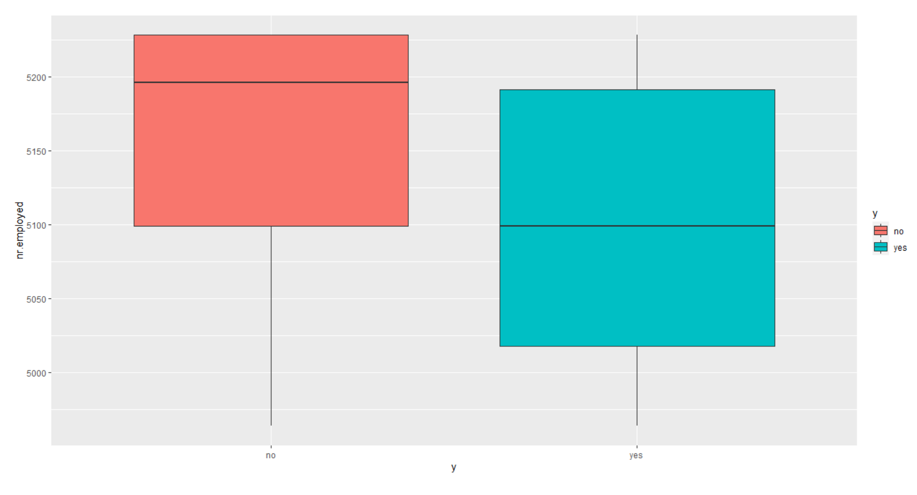 nr.employed
5200
5150
5100
5050
5000
no
yes
y
y
no
yes